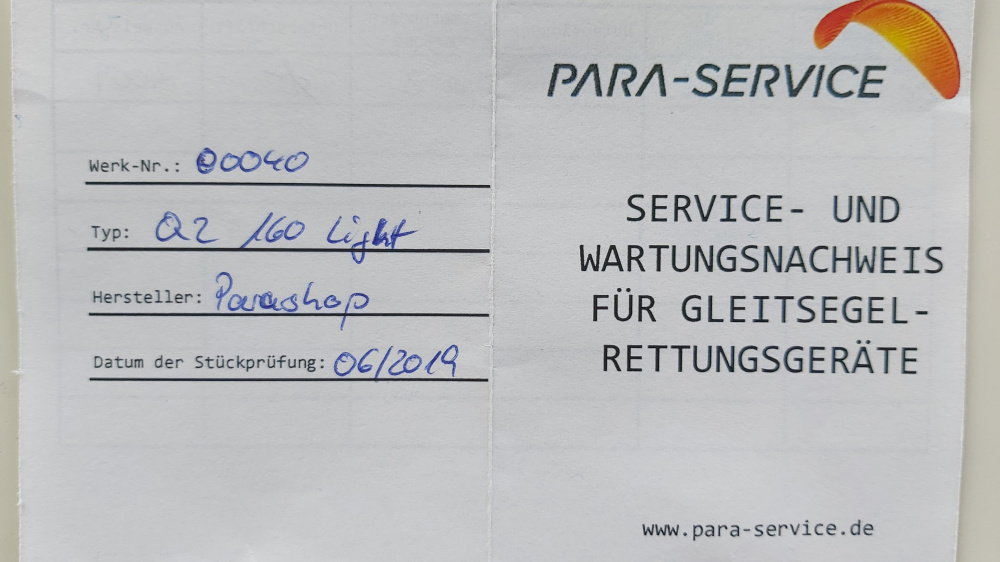 Werk-Nr.: 00040
Typ: Q2 160 Light
Hersteller: Parashop
Datum der Stückprüfung: 06/2019
PARA-SERVICE
SERVICE- UND
WARTUNGSNACHWEIS
FÜR GLEITSEGEL-
RETTUNGSGERÄTE
www.para-service.de